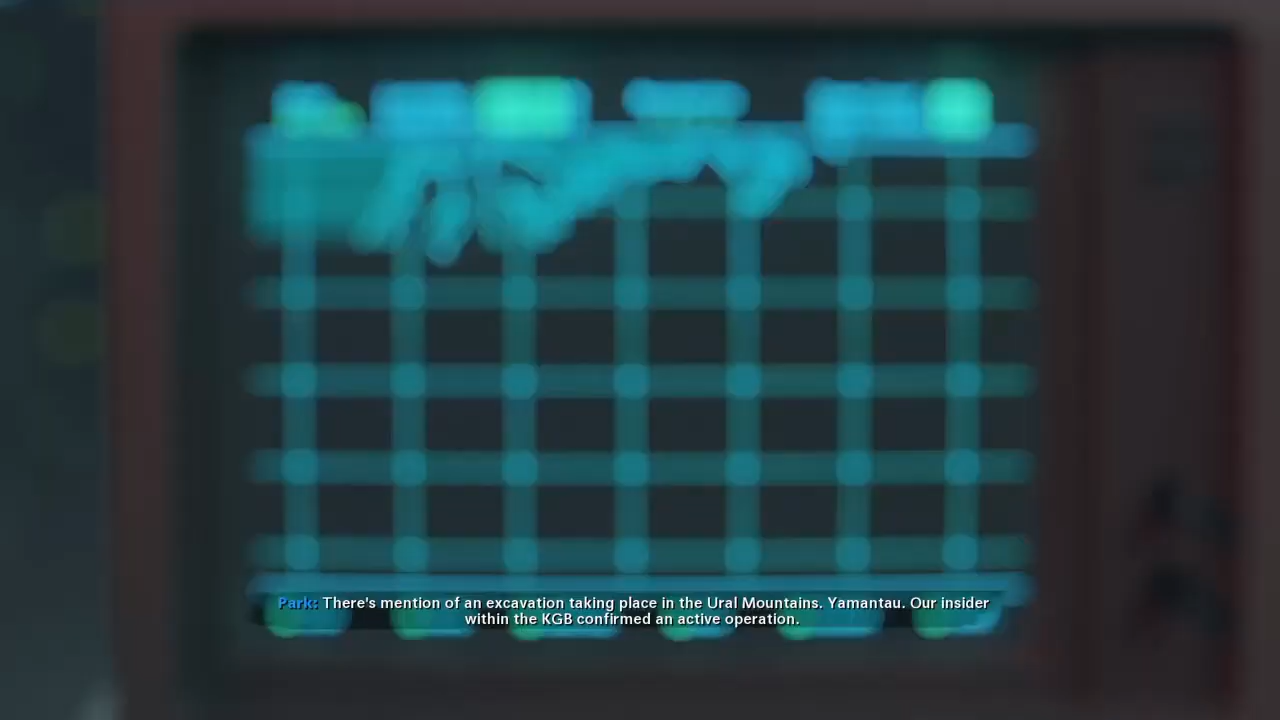 Park: There's mention of an excavation taking place in the Ural Mountains. Yamantau. Our insider
within the KGB confirmed an active operation.